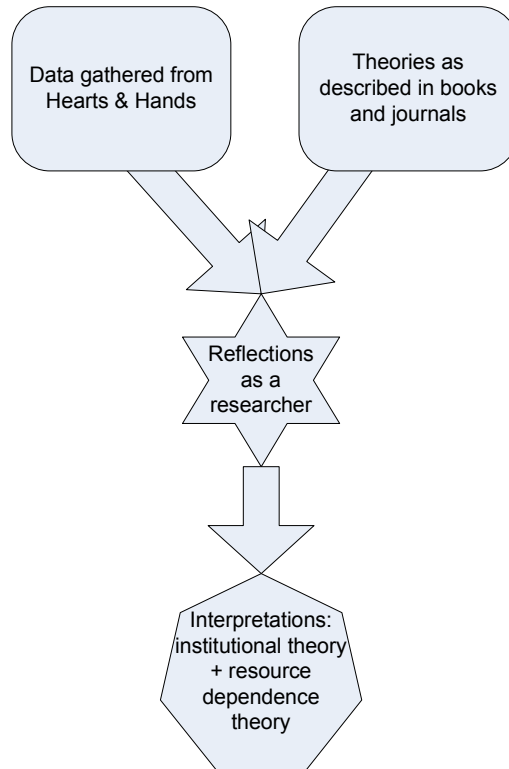 Data gathered from
Hearts & Hands
Theories as
described in books
and journals
Reflections
as a
researcher
Interpretations:
institutional theory
+ resource
dependence
theory